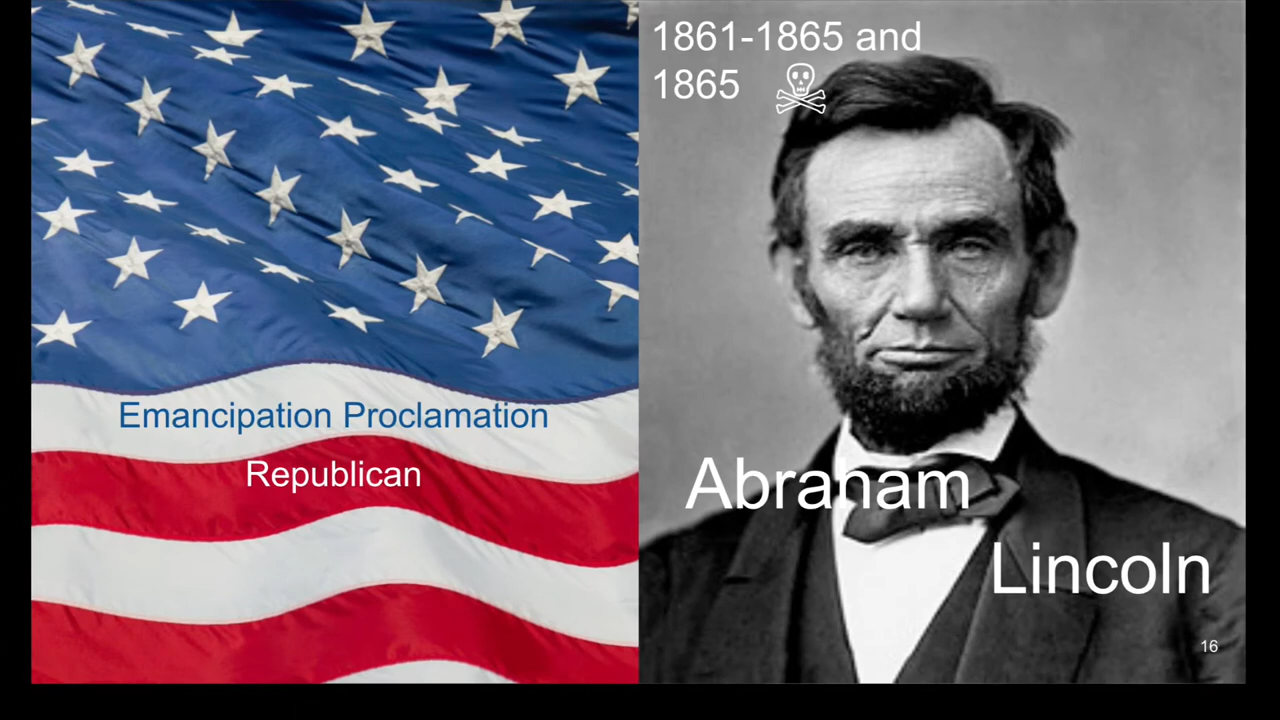 Emancipation Proclamation
Republican
1861-1865 and
1865
Abraham
Lincoln
16